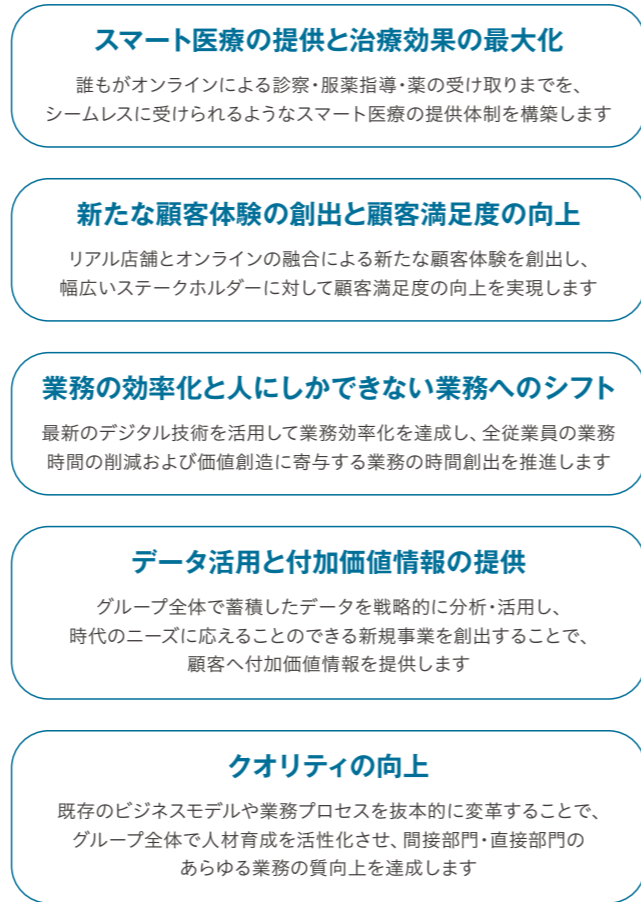 スマート医療の提供と治療効果の最大化
誰もがオンラインによる診察・服薬指導・薬の受け取りまでを、
シームレスに受けられるようなスマート医療の提供体制を構築します
新たな顧客体験の創出と顧客満足度の向上
リアル店舗とオンラインの融合による新たな顧客体験を創出し、
幅広いステークホルダーに対して顧客満足度の向上を実現します
業務の効率化と人にしかできない業務へのシフト
最新のデジタル技術を活用して業務効率化を達成し、全従業員の業務
時間の削減および価値創造に寄与する業務の時間創出を推進します
データ活用と付加価値情報の提供
グループ全体で蓄積したデータを戦略的に分析・活用し、
時代のニーズに応えることのできる新規事業を創出することで、
顧客へ付加価値情報を提供します
クオリティの向上
既存のビジネスモデルや業務プロセスを抜本的に変革することで、
グループ全体で人材育成を活性化させ、間接部門・直接部門の
あらゆる業務の質向上を達成します